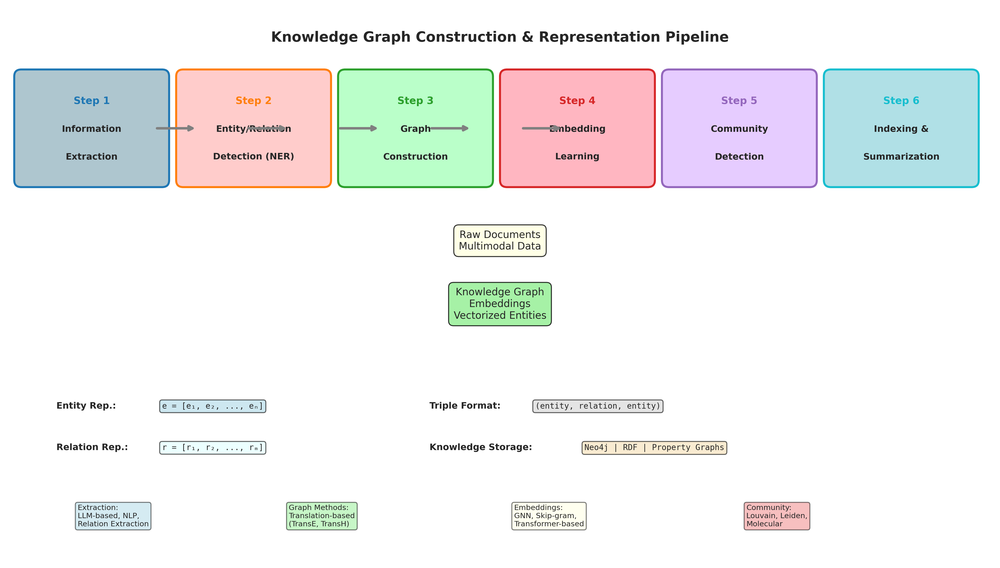 Knowledge Graph Construction & Representation Pipeline
Step 1
Information
Extraction
Step 2
Entity/Relation
Detection (NER)
Step 3
Graph
Construction
Step 4
Embedding
Learning
Step 5
Community
Detection
Step 6
Indexing &
Summarization
Raw Documents
Multimodal Data
Knowledge Graph
Embeddings
Vectorized Entities
Entity Rep.: e = [e₁, e₂, ..., eₙ]
Triple Format: (entity, relation, entity)
Relation Rep.: r = [r₁, r₂, ..., rₘ]
Knowledge Storage: Neo4j | RDF | Property Graphs
Extraction:
LLM-based, NLP,
Relation Extraction
Graph Methods:
Translation-based
(TransE, TransH)
Embeddings:
GNN, Skip-gram,
Transformer-based
Community:
Louvain, Leiden,
Molecular